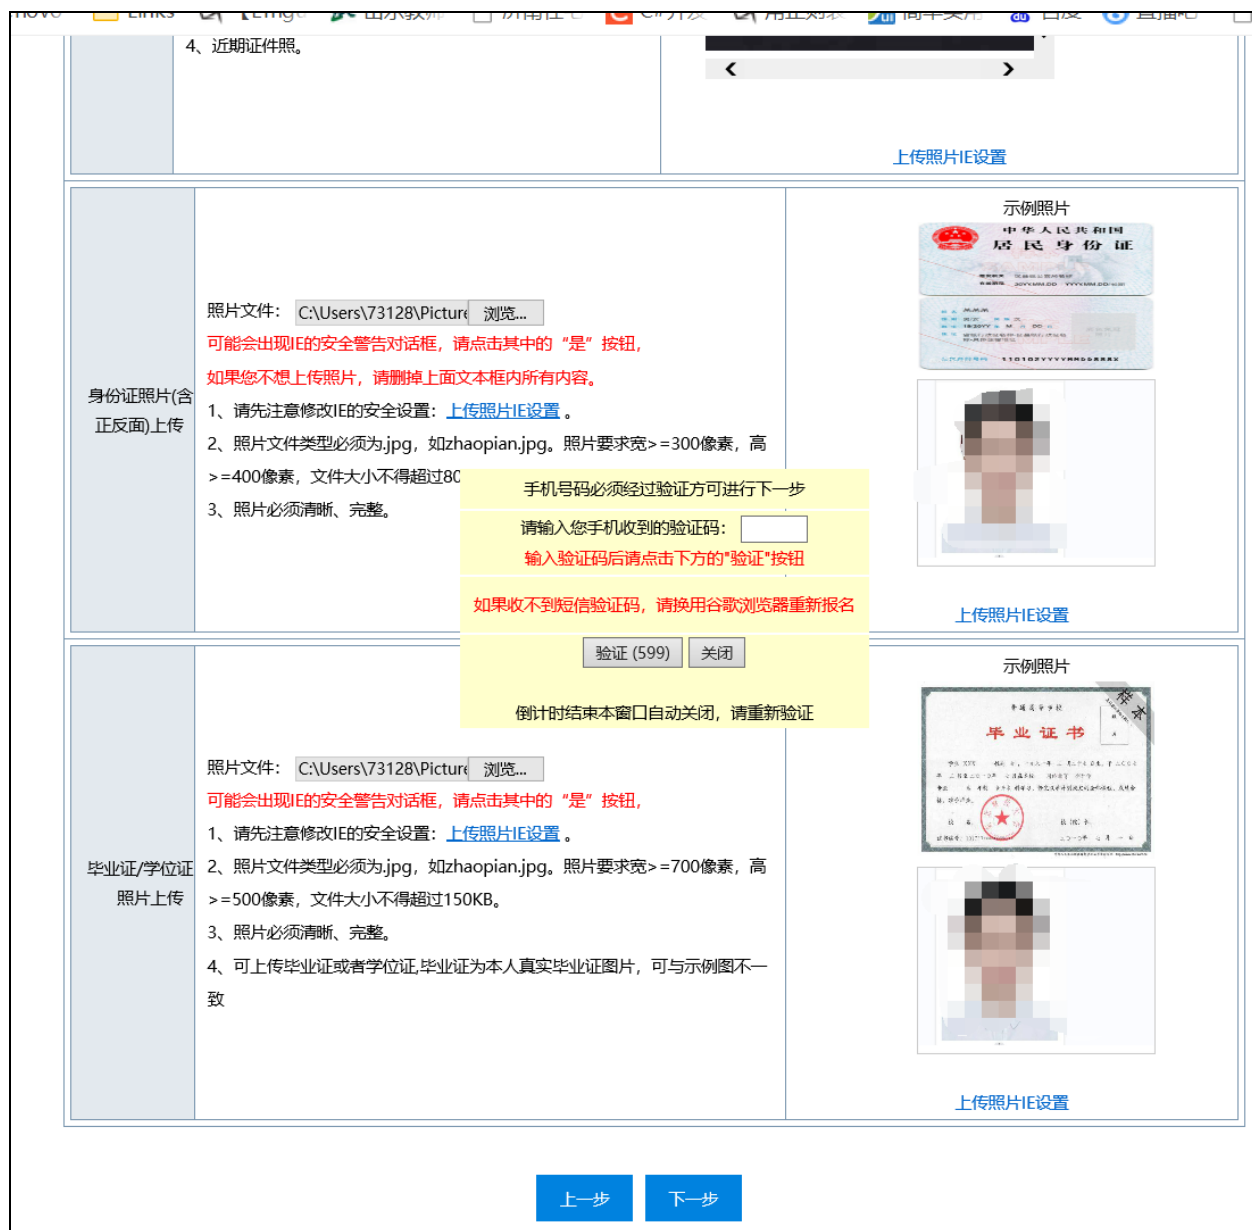 Links
4、近期证件照。
上传照片IE设置
身份证照片(含
正反面)上传
照片文件： C:\Users\73128\Picture 浏览...
可能会出现IE的安全警告对话框，请点击其中的“是”按钮，
如果您不想上传照片，请删掉上面文本框内所有内容。
1、请先注意修改IE的安全设置：上传照片IE设置 。
2、照片文件类型必须为.jpg，如zhaopian.jpg。照片要求宽>=300像素，高
>=400像素，文件大小不得超过80
3、照片必须清晰、完整。
示例照片
中华人民共和国
居民身份证
上传照片IE设置
手机号码必须经过验证方可进行下一步
请输入您手机收到的验证码：
输入验证码后请点击下方的"验证"按钮
如果收不到短信验证码，请换用谷歌浏览器重新报名
验证 (599) 关闭
倒计时结束本窗口自动关闭，请重新验证
毕业证/学位证
照片上传
照片文件： C:\Users\73128\Picture 浏览...
可能会出现IE的安全警告对话框，请点击其中的“是”按钮，
1、请先注意修改IE的安全设置：上传照片IE设置 。
2、照片文件类型必须为.jpg，如zhaopian.jpg。照片要求宽>=700像素，高
>=500像素，文件大小不得超过150KB。
3、照片必须清晰、完整。
4、可上传毕业证或者学位证,毕业证为本人真实毕业证图片，可与示例图不一
致
示例照片
样本
普通高等学校
毕业证书
上传照片IE设置
上一步 下一步